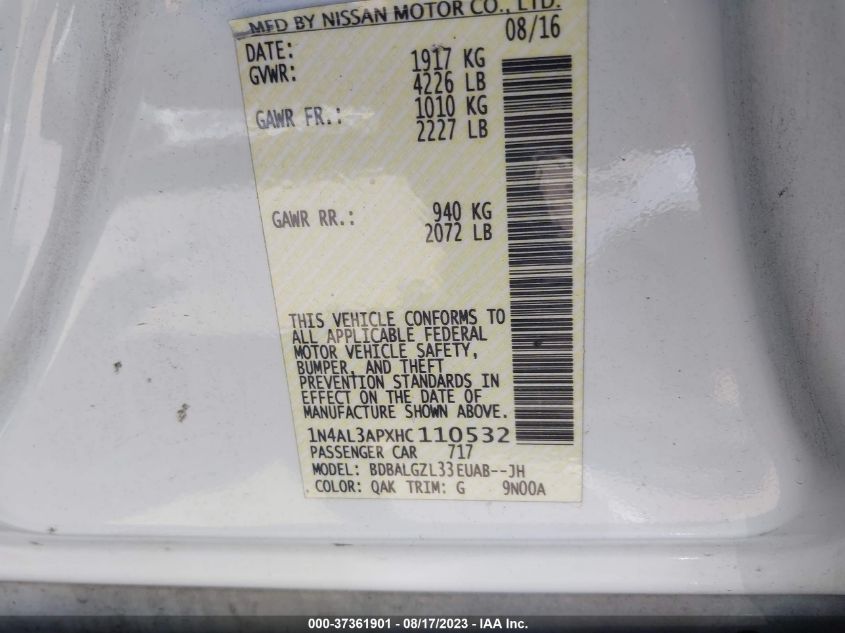 MFD BY NISSAN MOTOR CO., LTD.
DATE: 08/16
GVWR: 1917 KG
4226 LB
GAWR FR.: 1010 KG
2227 LB
GAWR RR.: 940 KG
2072 LB
THIS VEHICLE CONFORMS TO
ALL APPLICABLE FEDERAL
MOTOR VEHICLE SAFETY,
BUMPER, AND THEFT
PREVENTION STANDARDS IN
EFFECT ON THE DATE OF
MANUFACTURE SHOWN ABOVE.
1N4AL3APXHC110532
PASSENGER CAR 717
MODEL: BDBALGZL33EUAB--JH
COLOR: QAK TRIM: G 9N00A
000-37361901 - 08/17/2023 - IAA Inc.